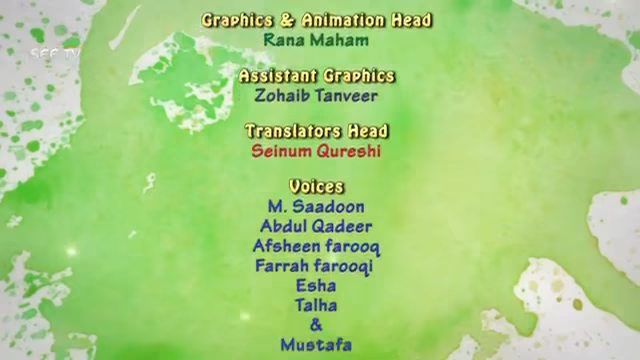 Graphics & Animation Head
Rana Maham
SEE TV
Assistant Graphics
Zohaib Tanveer
Translators Head
Seinum Qureshi
Voices
M. Saadoon
Abdul Qadeer
Afsheen farooq
Farrah farooqi
Esha
Talha
&
Mustafa